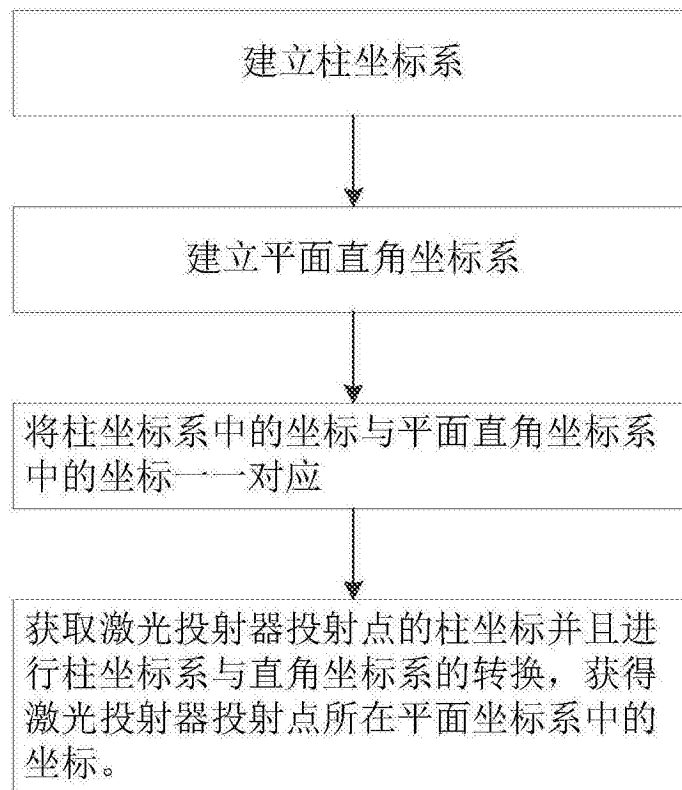 建立柱坐标系
建立平面直角坐标系
将柱坐标系中的坐标与平面直角坐标系
中的坐标一一对应
获取激光投射器投射点的柱坐标并且进
行柱坐标系与直角坐标系的转换，获得
激光投射器投射点所在平面坐标系中的
坐标。